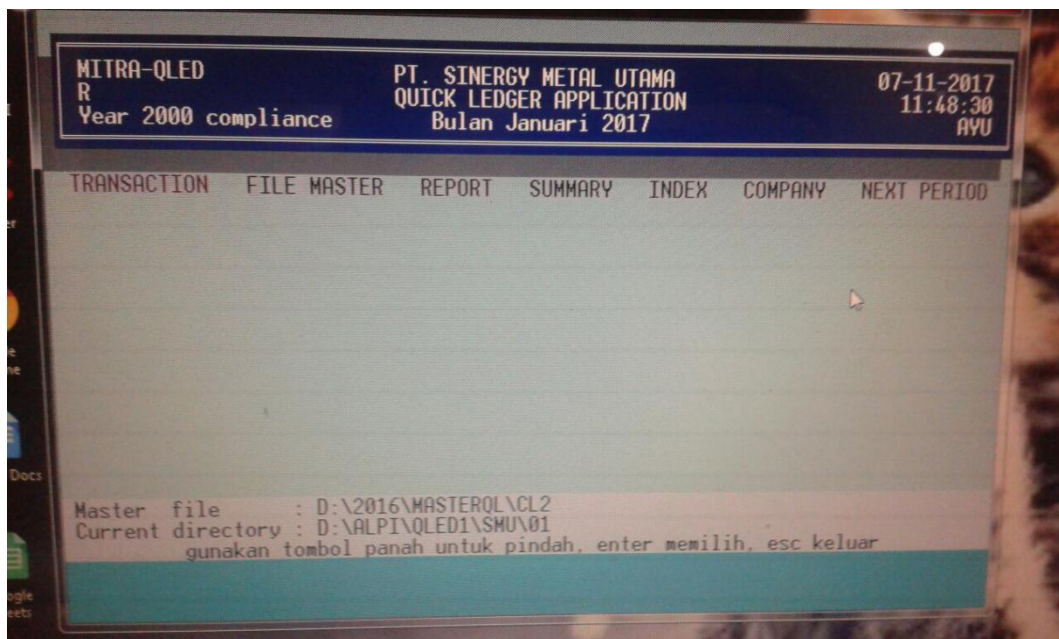 MITRA-QLED PT. SINERGY METAL UTAMA 07-11-2017
R QUICK LEDGER APPLICATION 11:48:30
Year 2000 compliance Bulan Januari 2017 AYU
TRANSACTION FILE MASTER REPORT SUMMARY INDEX COMPANY NEXT PERIOD
Master file : D:\2016\MASTERQL\CL2
Current directory : D:\ALPI\QLED1\SMU\01
gunakan tombol panah untuk pindah, enter memilih, esc keluar
Docs